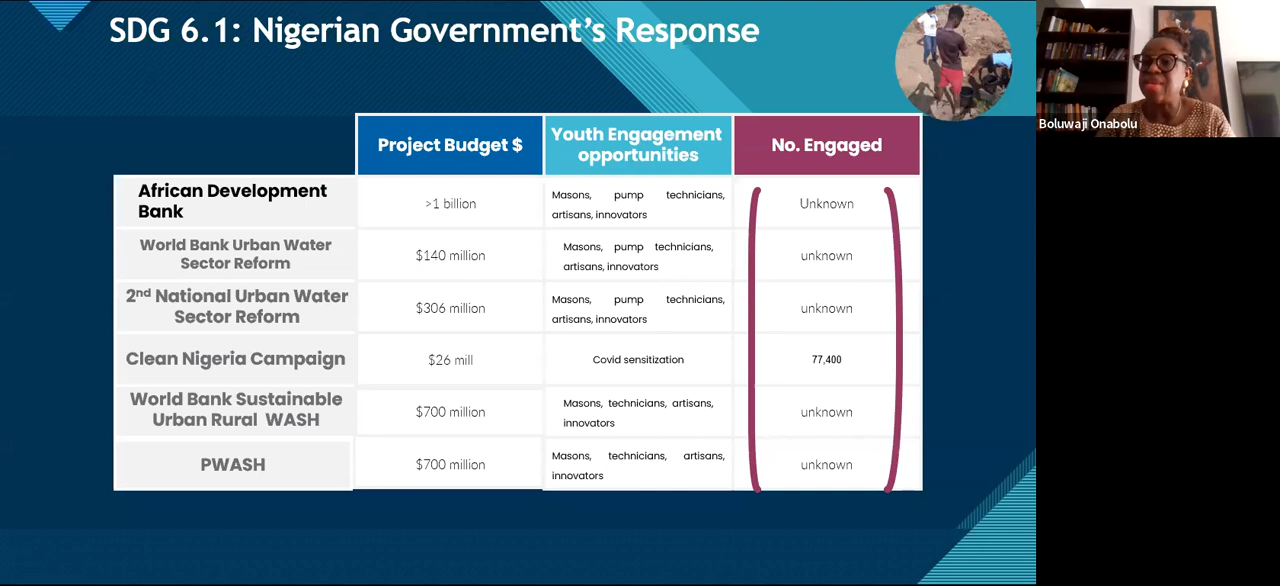 SDG 6.1: Nigerian Government's Response
Boluwaji Onabolu
Project Budget $
Youth Engagement
opportunities
No. Engaged
African Development
Bank
>1 billion
Masons, pump technicians,
artisans, innovators
Unknown
World Bank Urban Water
Sector Reform
$140 million
Masons, pump technicians,
artisans, innovators
unknown
2nd National Urban Water
Sector Reform
$306 million
Masons, pump technicians,
artisans, innovators
unknown
Clean Nigeria Campaign
$26 mill
Covid sensitization
77,400
World Bank Sustainable
Urban Rural WASH
$700 million
Masons, technicians, artisans,
innovators
unknown
PWASH
$700 million
Masons, technicians, artisans,
innovators
unknown